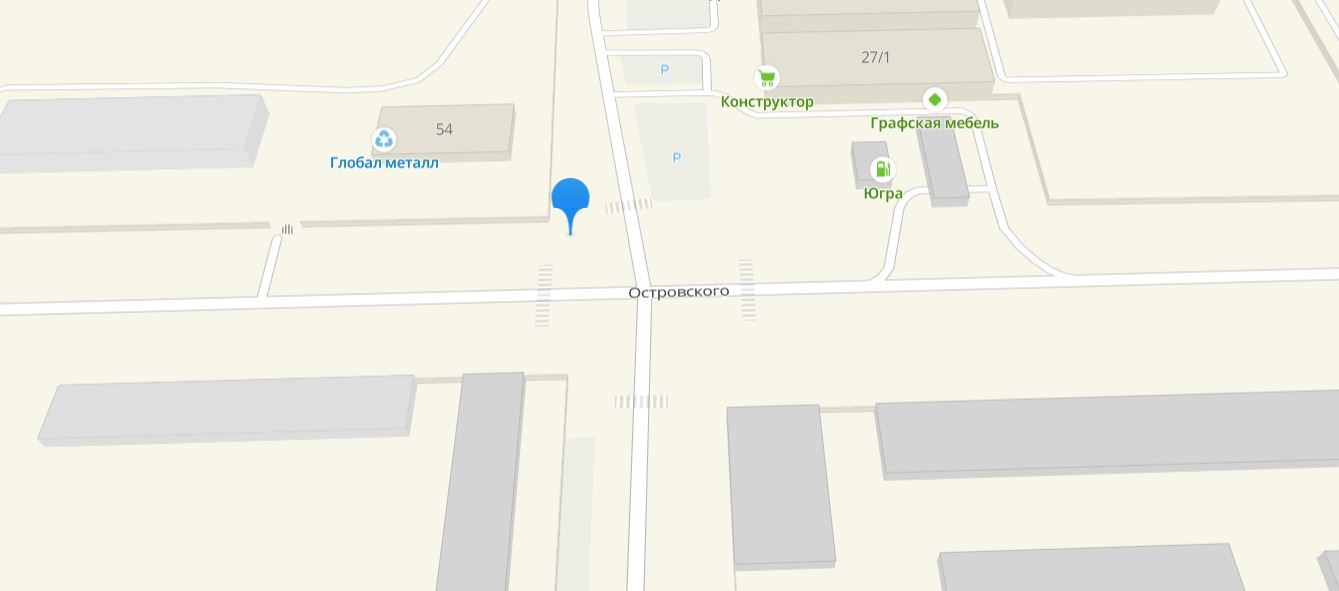 27/1
P
Конструктор
Графская мебель
54
Глобал металл
P
Югра
Островского